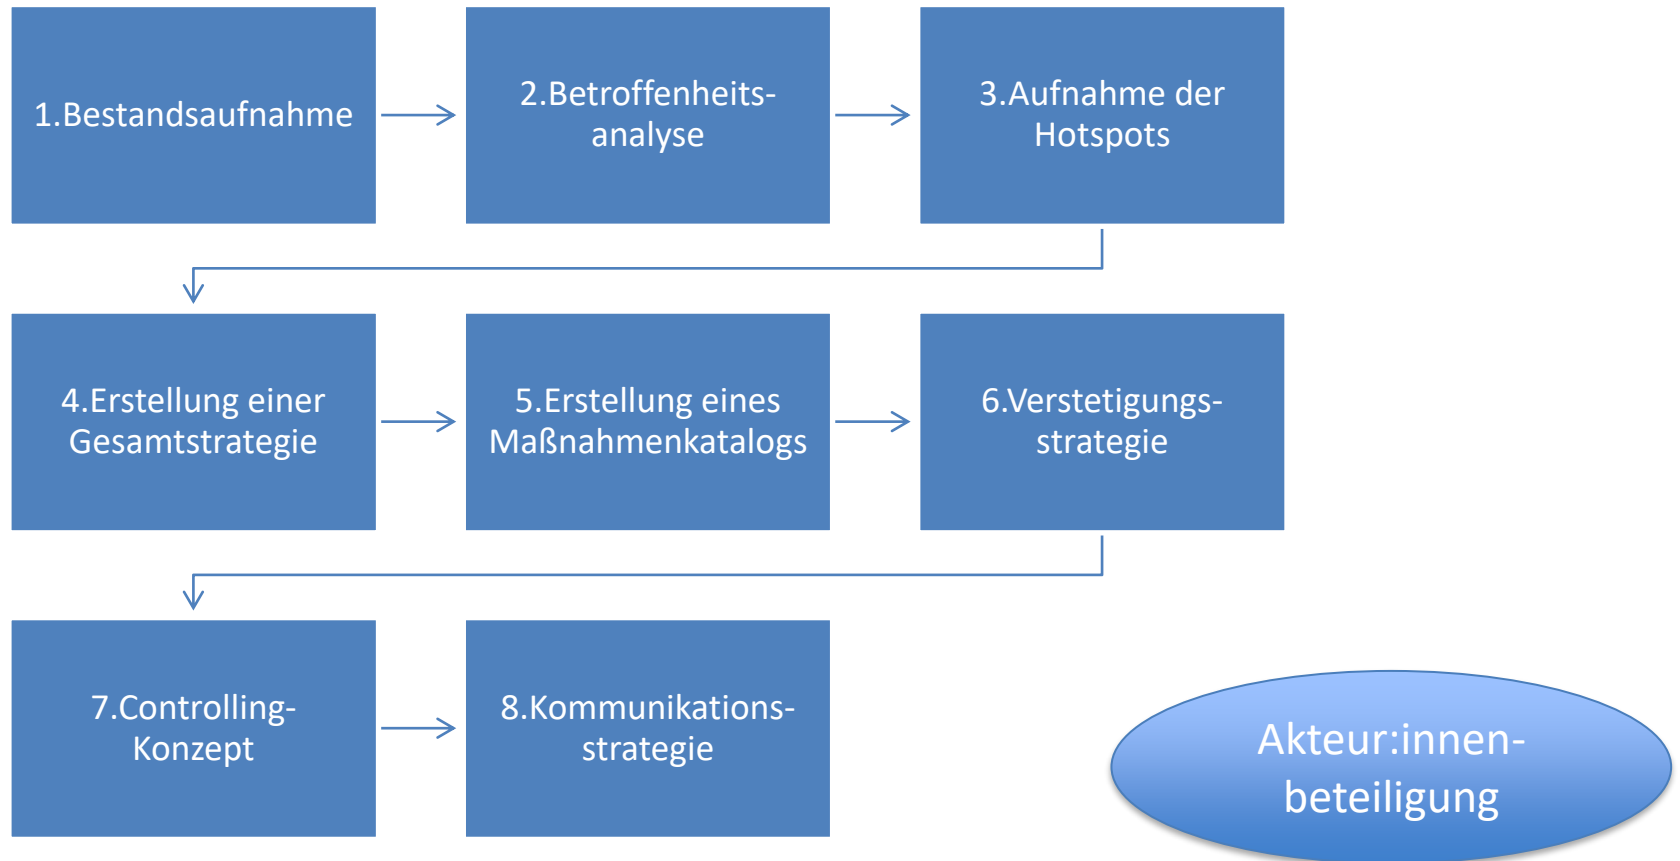 1.Bestandsaufnahme
2.Betroffenheits-
analyse
3.Aufnahme der
Hotspots
4.Erstellung einer
Gesamtstrategie
5.Erstellung eines
Maßnahmenkatalogs
6.Verstetigungs-
strategie
7.Controlling-
Konzept
8.Kommunikations-
strategie
Akteur:innen-
beteiligung